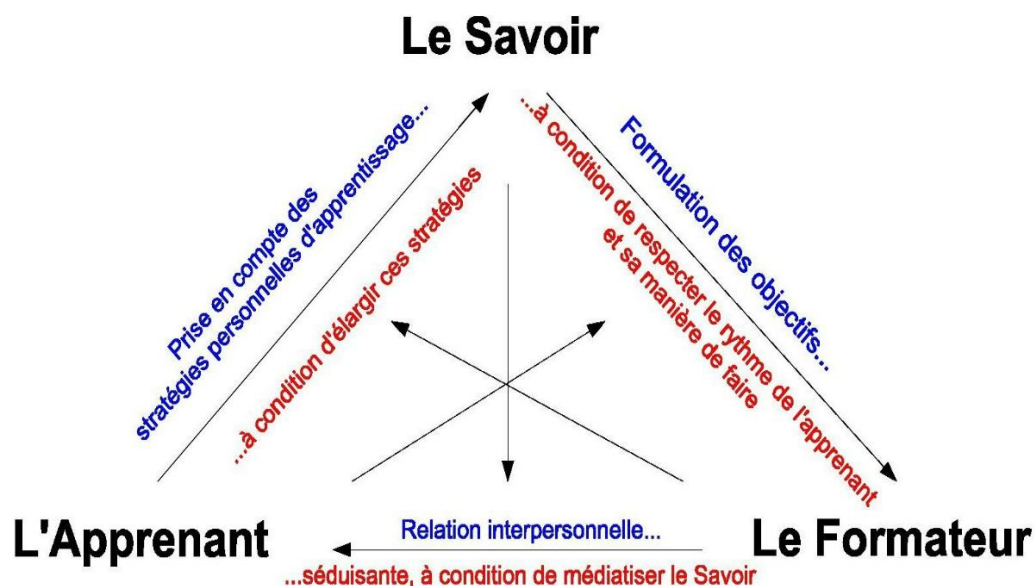 Le Savoir
Prise en compte des
stratégies personnelles d'apprentissage...
...à condition d'élargir ces stratégies
Formulation des objectifs...
...à condition de respecter le rythme de l'apprenant
et sa manière de faire
L'Apprenant
Relation interpersonnelle...
...séduisante, à condition de médiatiser le Savoir
Le Formateur